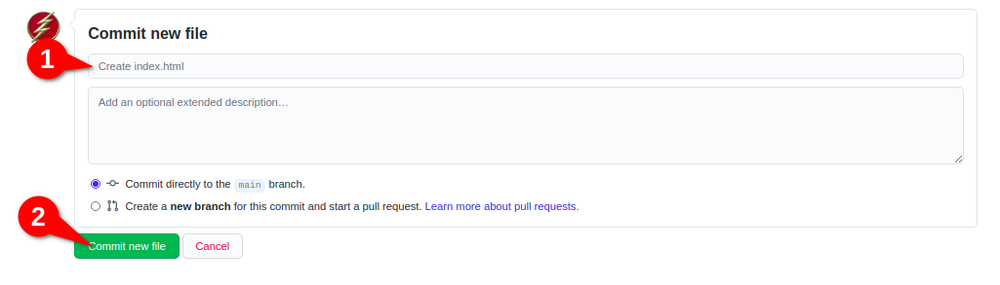 Commit new file
1
Create index.html
Add an optional extended description…
Commit directly to the main branch.
Create a new branch for this commit and start a pull request. Learn more about pull requests.
2
Commit new file
Cancel